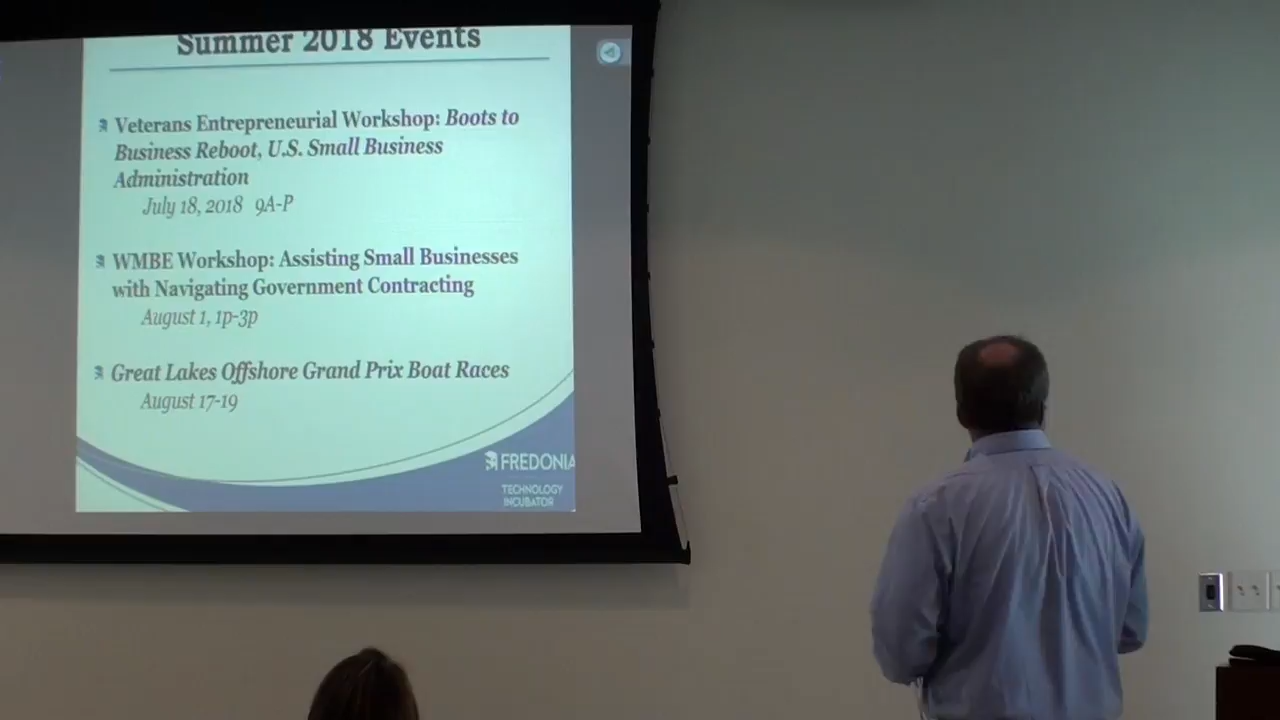 Summer 2018 Events
Veterans Entrepreneurial Workshop: Boots to
Business Reboot, U.S. Small Business
Administration
July 18, 2018 9A-P
WMBE Workshop: Assisting Small Businesses
with Navigating Government Contracting
August 1, 1p-3p
Great Lakes Offshore Grand Prix Boat Races
August 17-19
FREDONIA
TECHNOLOGY
INCUBATOR